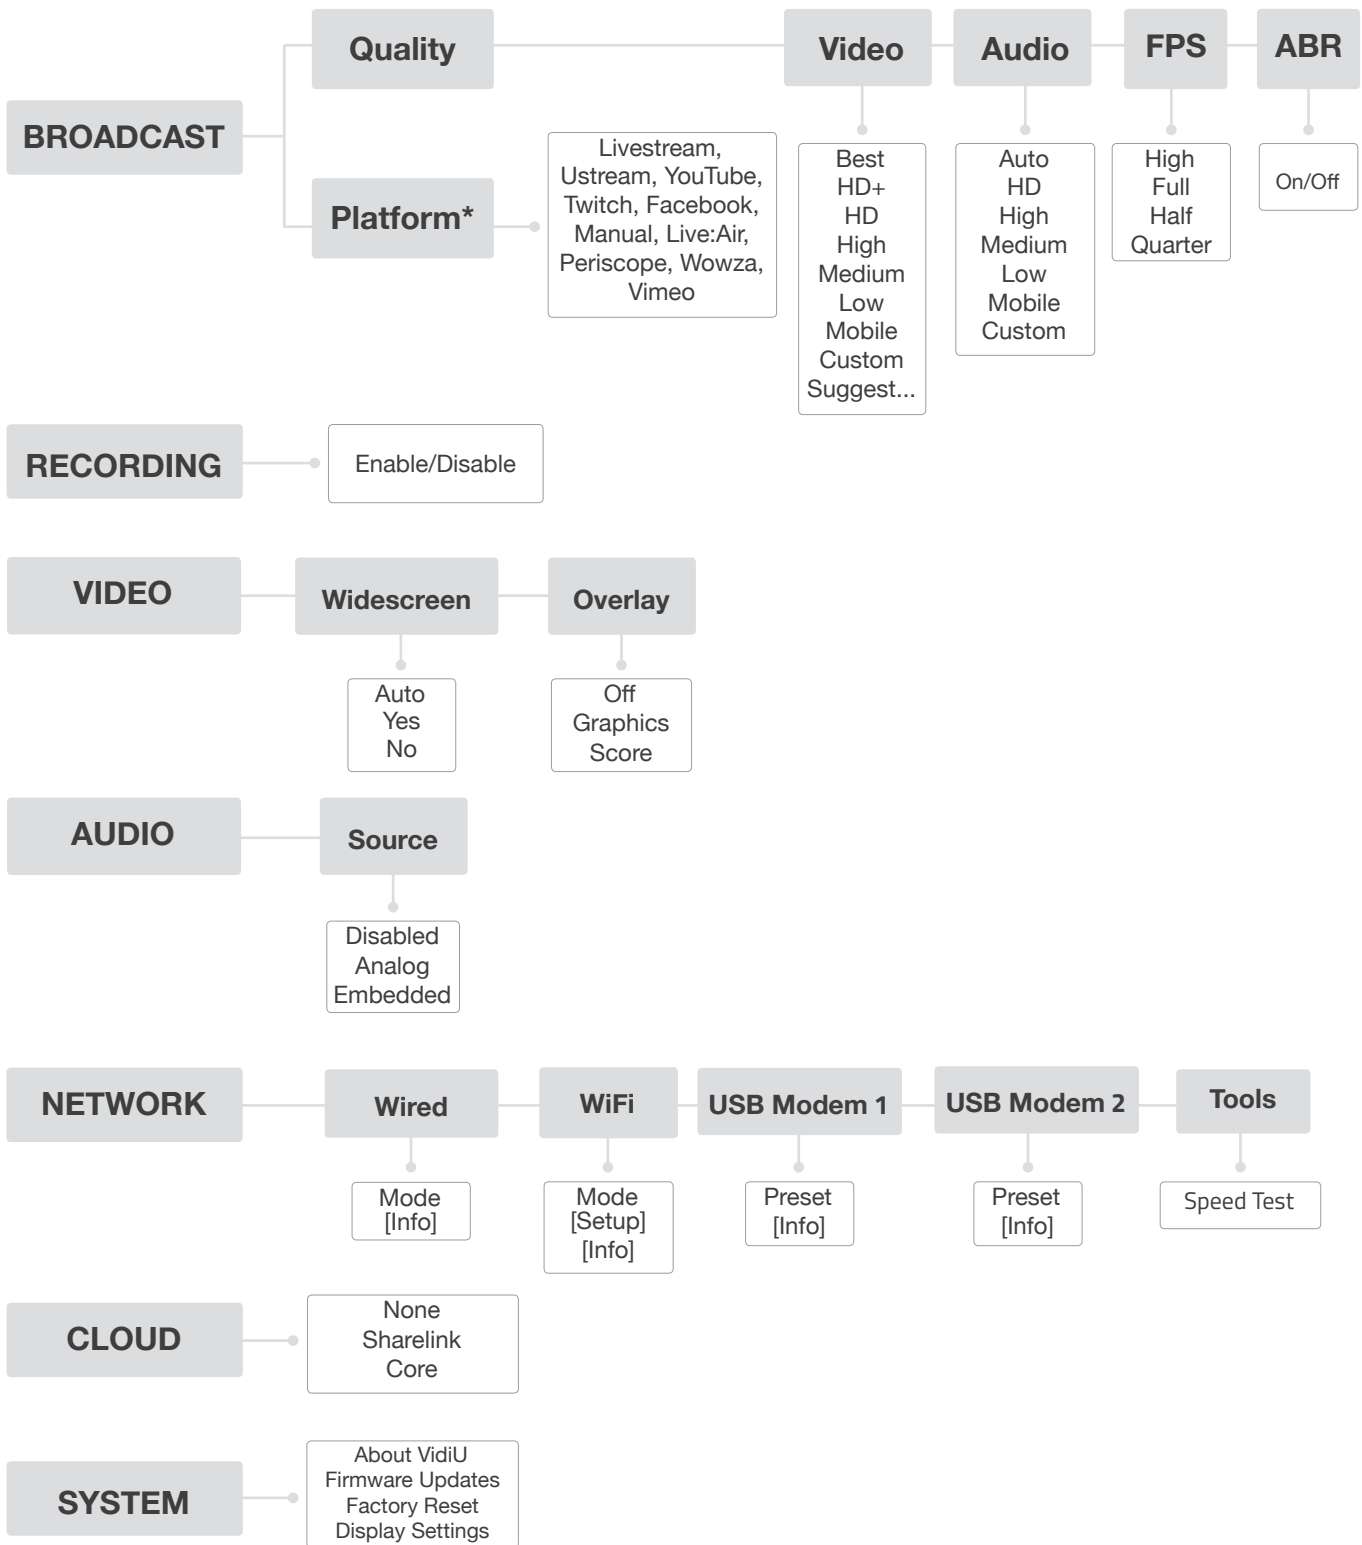 BROADCAST
Quality
Video
Audio
FPS
ABR
Platform*
Livestream,
Ustream, YouTube,
Twitch, Facebook,
Manual, Live:Air,
Periscope, Wowza,
Vimeo
Best
HD+
HD
High
Medium
Low
Mobile
Custom
Suggest...
Auto
HD
High
Medium
Low
Mobile
Custom
High
Full
Half
Quarter
On/Off
RECORDING
Enable/Disable
VIDEO
Widescreen
Overlay
Auto
Yes
No
Off
Graphics
Score
AUDIO
Source
Disabled
Analog
Embedded
NETWORK
Wired
WiFi
USB Modem 1
USB Modem 2
Tools
Mode
[Info]
Mode
[Setup]
[Info]
Preset
[Info]
Preset
[Info]
Speed Test
CLOUD
None
Sharelink
Core
SYSTEM
About VidiU
Firmware Updates
Factory Reset
Display Settings